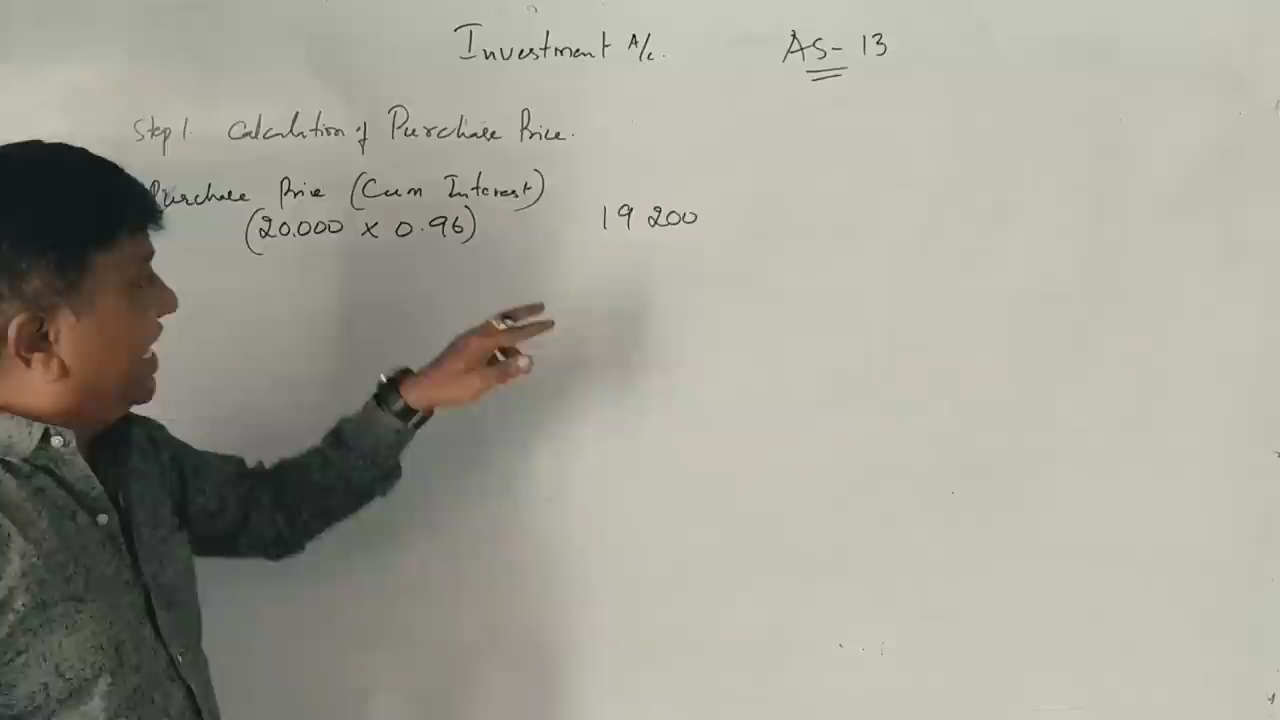 Investment A/c. AS-13
Step 1. Calculation of Purchase Price.
Purchase Price (Cum Interest)
(20.000 x 0.96) 19 200